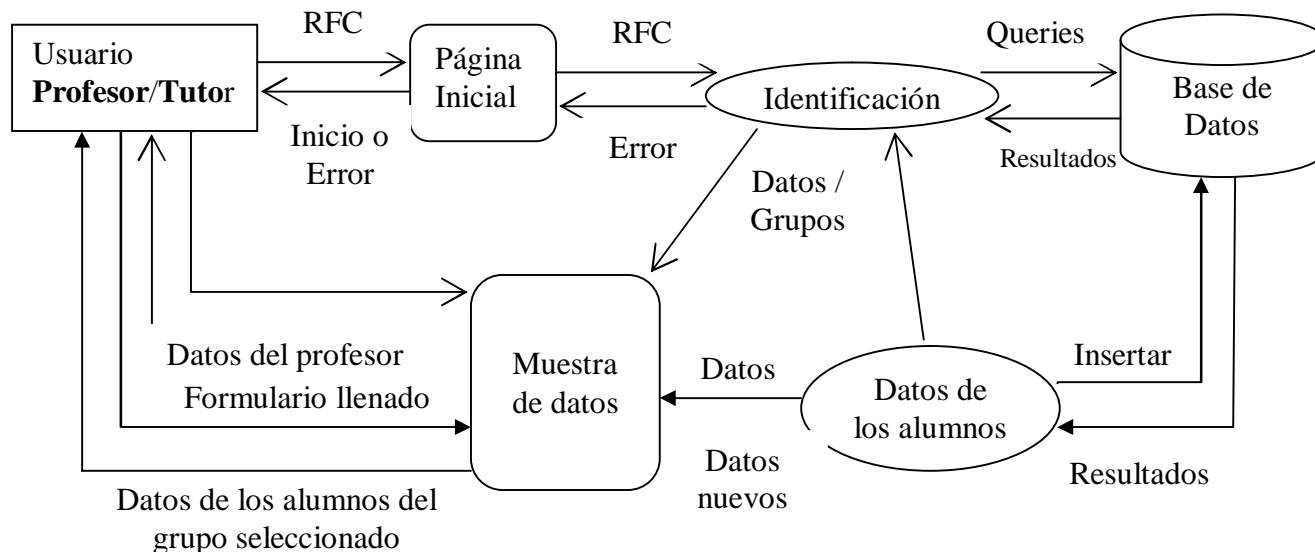 RFC
Usuario
Profesor/Tutor
Página
Inicial
RFC
Queries
Identificación
Base de
Datos
Inicio o
Error
Error
Resultados
Datos /
Grupos
Datos del profesor
Formulario llenado
Muestra
de datos
Datos
Datos de
los alumnos
Insertar
Datos
nuevos
Resultados
Datos de los alumnos del
grupo seleccionado